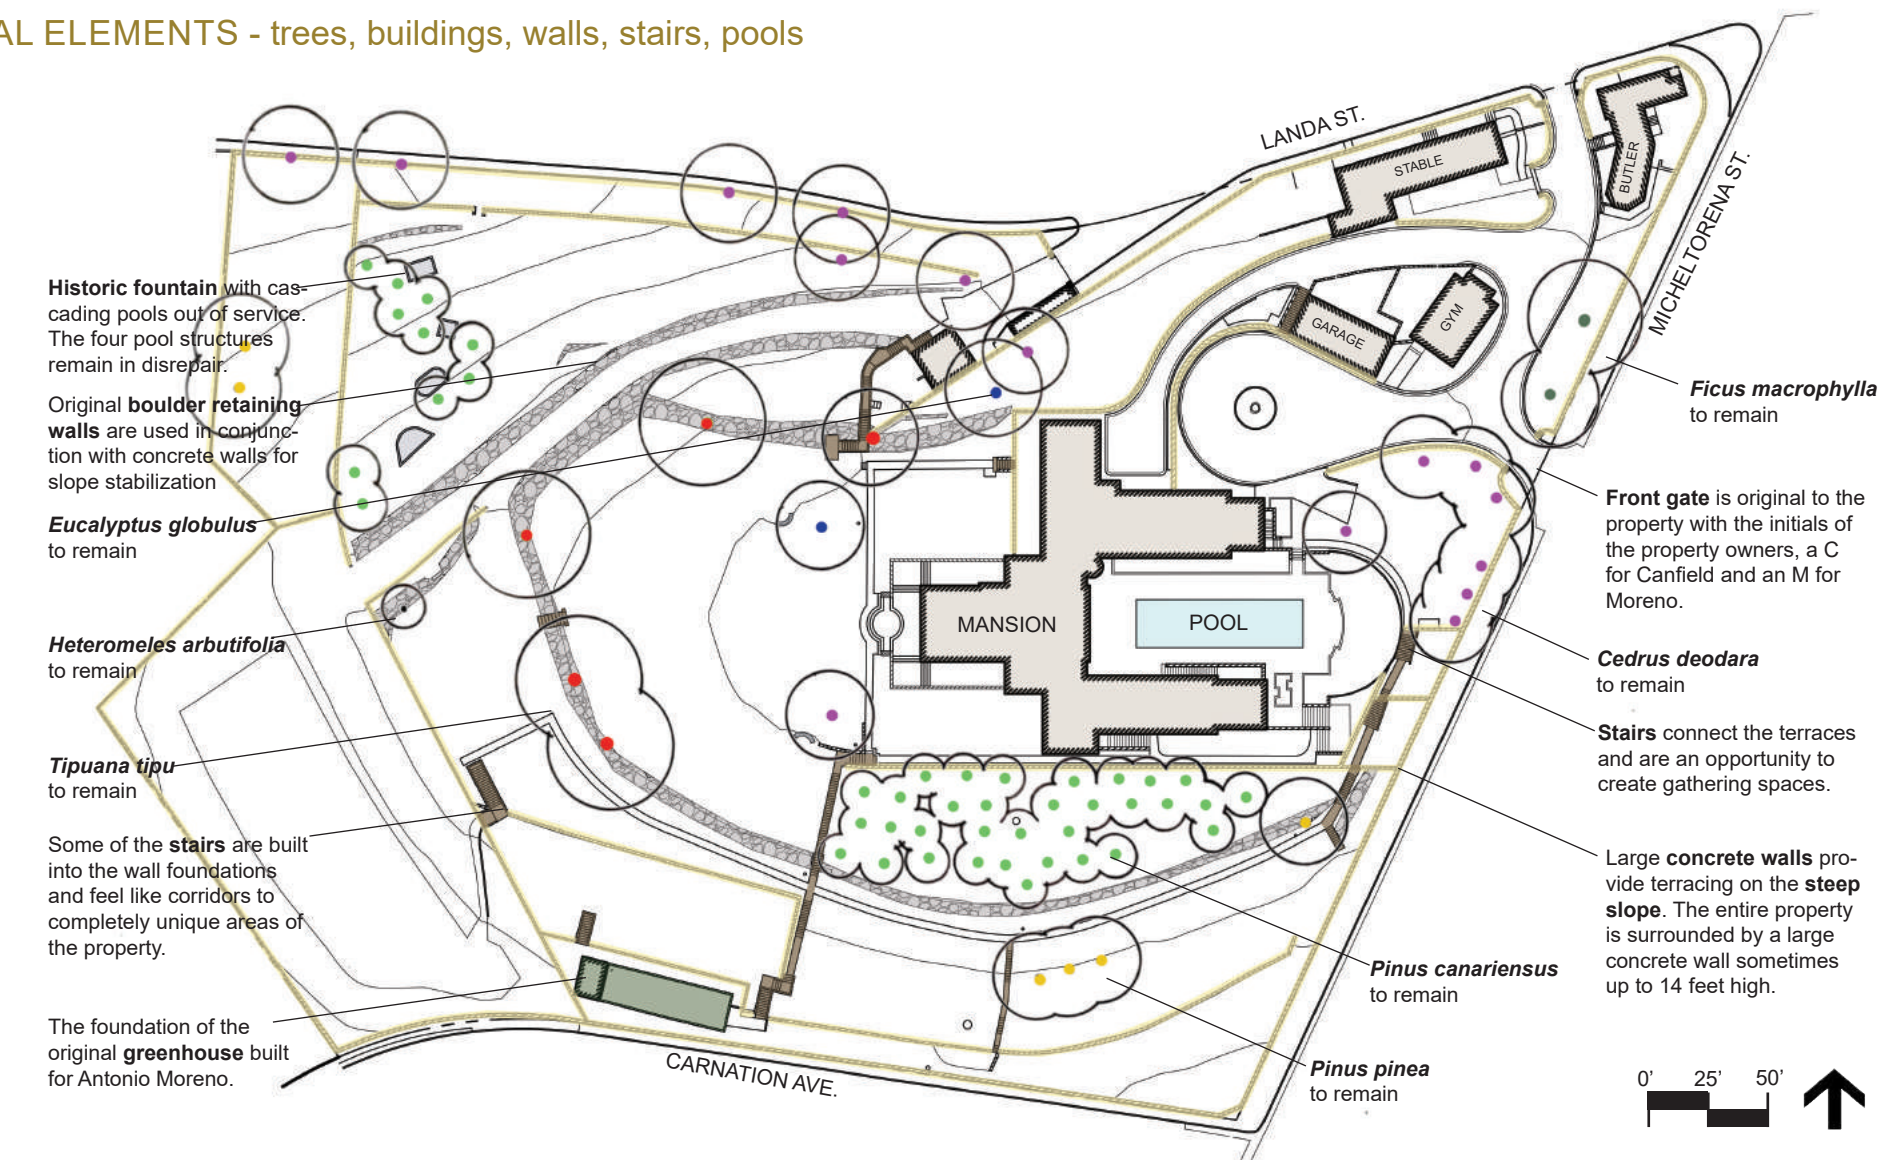 AL ELEMENTS - trees, buildings, walls, stairs, pools
LANDA ST.
STABLE
BUTLER
MICHELTORENA ST.
GARAGE
GYM
Historic fountain with cas-
cading pools out of service.
The four pool structures
remain in disrepair.
Original boulder retaining
walls are used in conjunc-
tion with concrete walls for
slope stabilization
Eucalyptus globulus
to remain
Heteromeles arbutifolia
to remain
Tipuana tipu
to remain
Some of the stairs are built
into the wall foundations
and feel like corridors to
completely unique areas of
the property.
The foundation of the
original greenhouse built
for Antonio Moreno.
MANSION
POOL
CARNATION AVE.
Ficus macrophylla
to remain
Front gate is original to the
property with the initials of
the property owners, a C
for Canfield and an M for
Moreno.
Cedrus deodara
to remain
Stairs connect the terraces
and are an opportunity to
create gathering spaces.
Large concrete walls pro-
vide terracing on the steep
slope. The entire property
is surrounded by a large
concrete wall sometimes
up to 14 feet high.
Pinus canariensus
to remain
Pinus pinea
to remain
0' 25' 50'